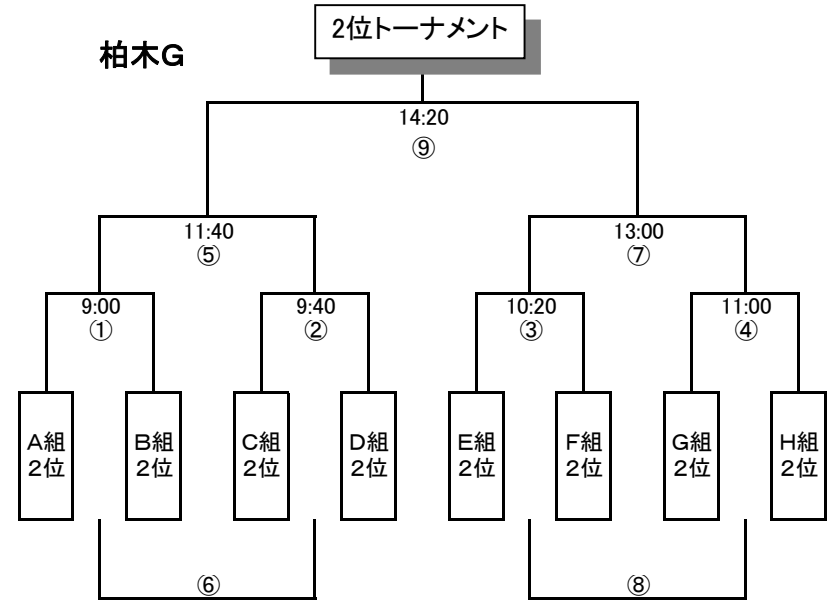 2位トーナメント
柏木G
14:20
⑨
11:40
⑤
13:00
⑦
9:00
①
9:40
②
10:20
③
11:00
④
A組
2位
B組
2位
C組
2位
D組
2位
E組
2位
F組
2位
G組
2位
H組
2位
⑥
⑧